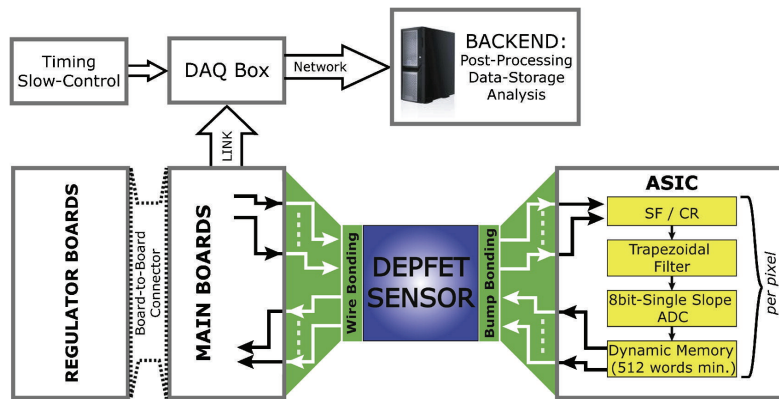 Timing
Slow-Control
DAQ Box
Network
BACKEND:
Post-Processing
Data-Storage
Analysis
LINK
REGULATOR BOARDS
Board-to-Board
Connector
MAIN BOARDS
Wire Bonding
DEPFET
SENSOR
Bump Bonding
ASIC
SF / CR
Trapezoidal
Filter
8bit-Single Slope
ADC
Dynamic Memory
(512 words min.)
per pixel